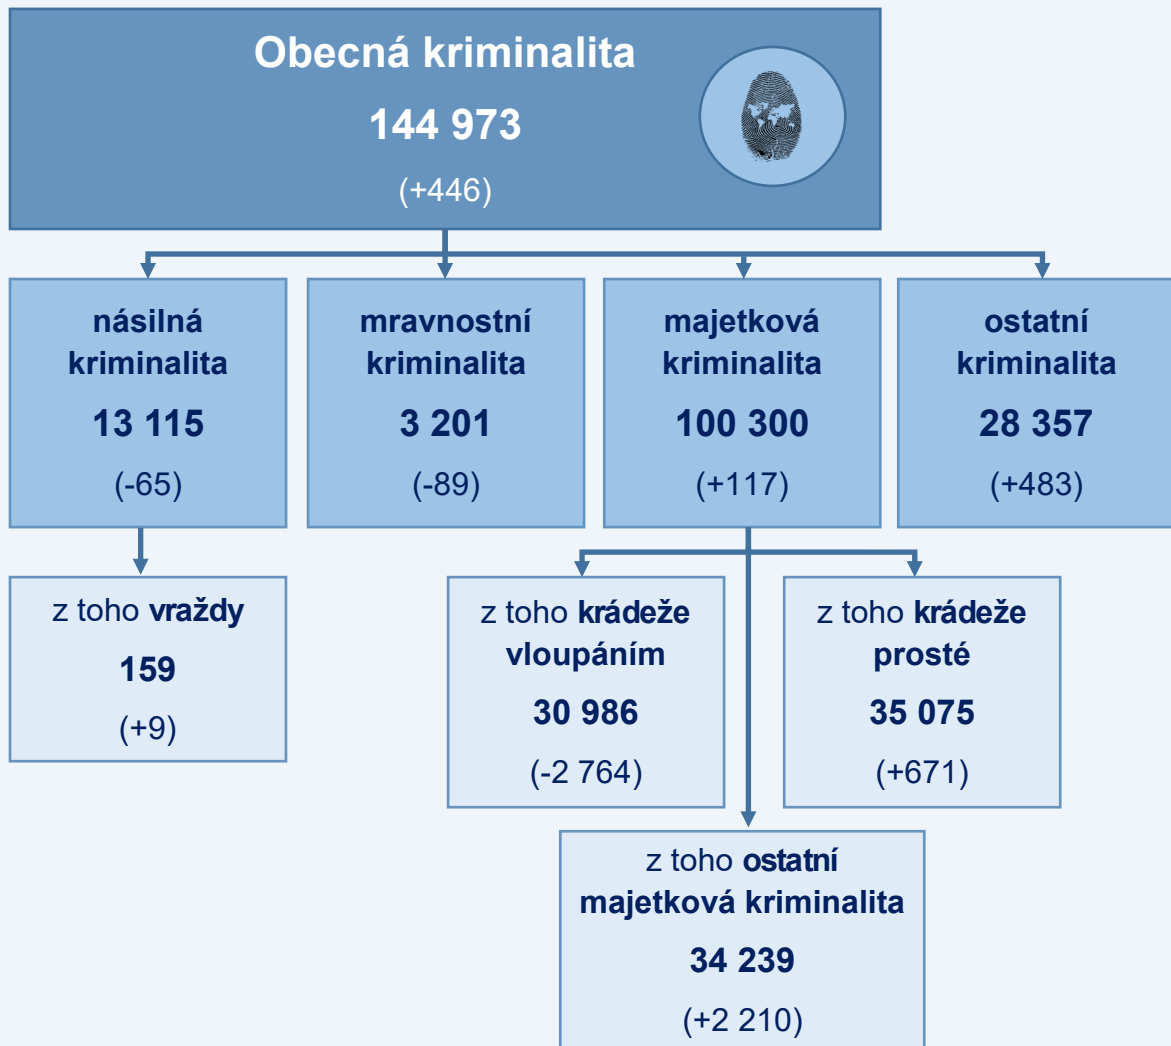 Obecná kriminalita
144 973
(+446)
násilná
kriminalita
13 115
(-65)
mravnostní
kriminalita
3 201
(-89)
majetková
kriminalita
100 300
(+117)
ostatní
kriminalita
28 357
(+483)
z toho vraždy
159
(+9)
z toho krádeže
vloupáním
30 986
(-2 764)
z toho krádeže
prosté
35 075
(+671)
z toho ostatní
majetková kriminalita
34 239
(+2 210)